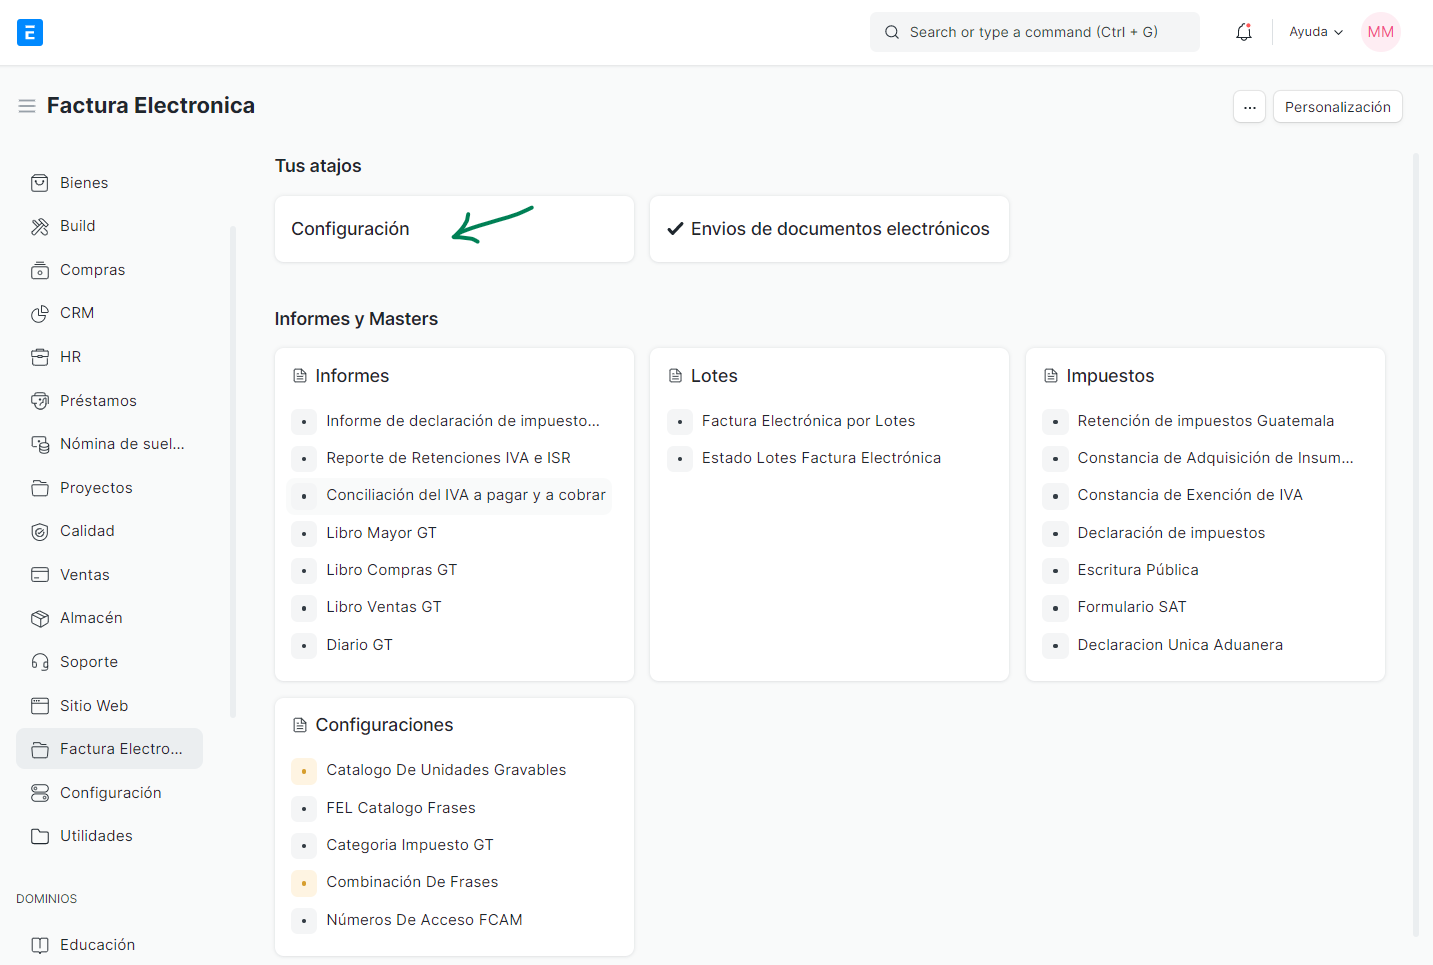 E
Search or type a command (Ctrl + G)
Ayuda
MM
Factura Electronica
...
Personalización
Bienes
Build
Compras
CRM
HR
Préstamos
Nómina de suel...
Proyectos
Calidad
Ventas
Almacén
Soporte
Sitio Web
Factura Electro...
Configuración
Utilidades
DOMINIOS
Educación
Tus atajos
Configuración
Envios de documentos electrónicos
Informes y Masters
Informes
Informe de declaración de impuesto...
Reporte de Retenciones IVA e ISR
Conciliación del IVA a pagar y a cobrar
Libro Mayor GT
Libro Compras GT
Libro Ventas GT
Diario GT
Lotes
Factura Electrónica por Lotes
Estado Lotes Factura Electrónica
Impuestos
Retención de impuestos Guatemala
Constancia de Adquisición de Insum...
Constancia de Exención de IVA
Declaración de impuestos
Escritura Pública
Formulario SAT
Declaracion Unica Aduanera
Configuraciones
Catalogo De Unidades Gravables
FEL Catalogo Frases
Categoria Impuesto GT
Combinación De Frases
Números De Acceso FCAM